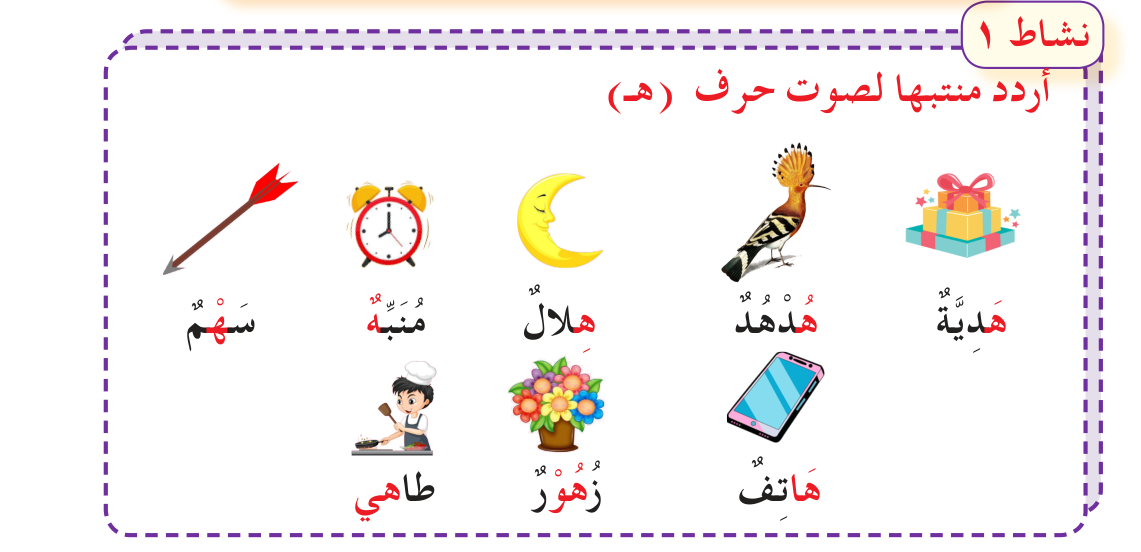 نشاط ١
أردد منتبها لصوت حرف (هـ)
هَدِيَّةٌ هُدْهُدٌ هِلالٌ مُنَبِّهٌ سَهْمٌ
هَاتِفٌ زُهُوْرٌ طاهي